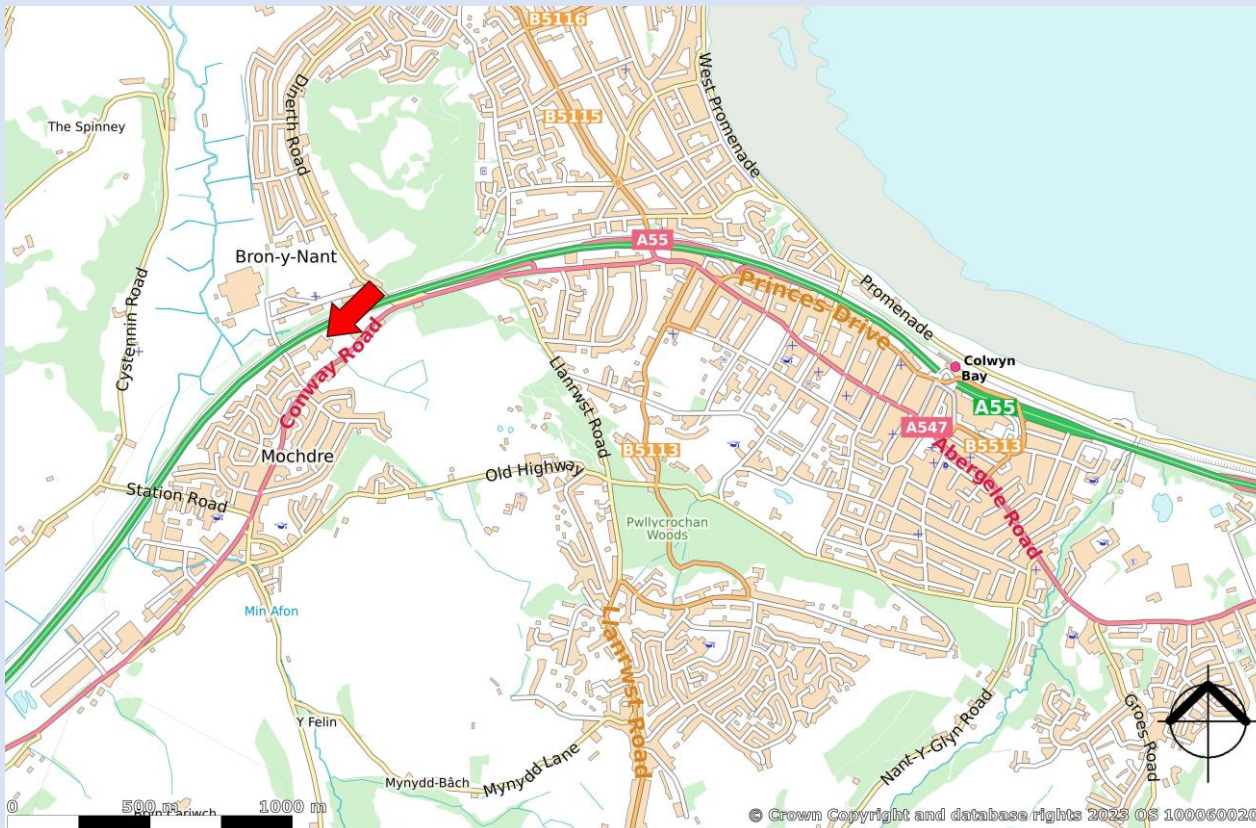 B5116
Dinerth Road
West Promenade
B5115
The Spinney
A55
Bron-y-Nant
Cystennin Road
Princes Drive
Promenade
Conway Road
Colwyn
Bay
A55
Llanrwst Road
A547
B5113
B5513
Abergele Road
Mochdre
Old Highway
Station Road
Pwllycrochan
Woods
Min Afon
Llanrwst Road
Y Felin
Nant-Y-Glyn Road
Groes Road
Mynydd-Bâch
Mynydd Lane
0 500 m 1000 m
© Crown Copyright and database rights 2023 OS 100060020